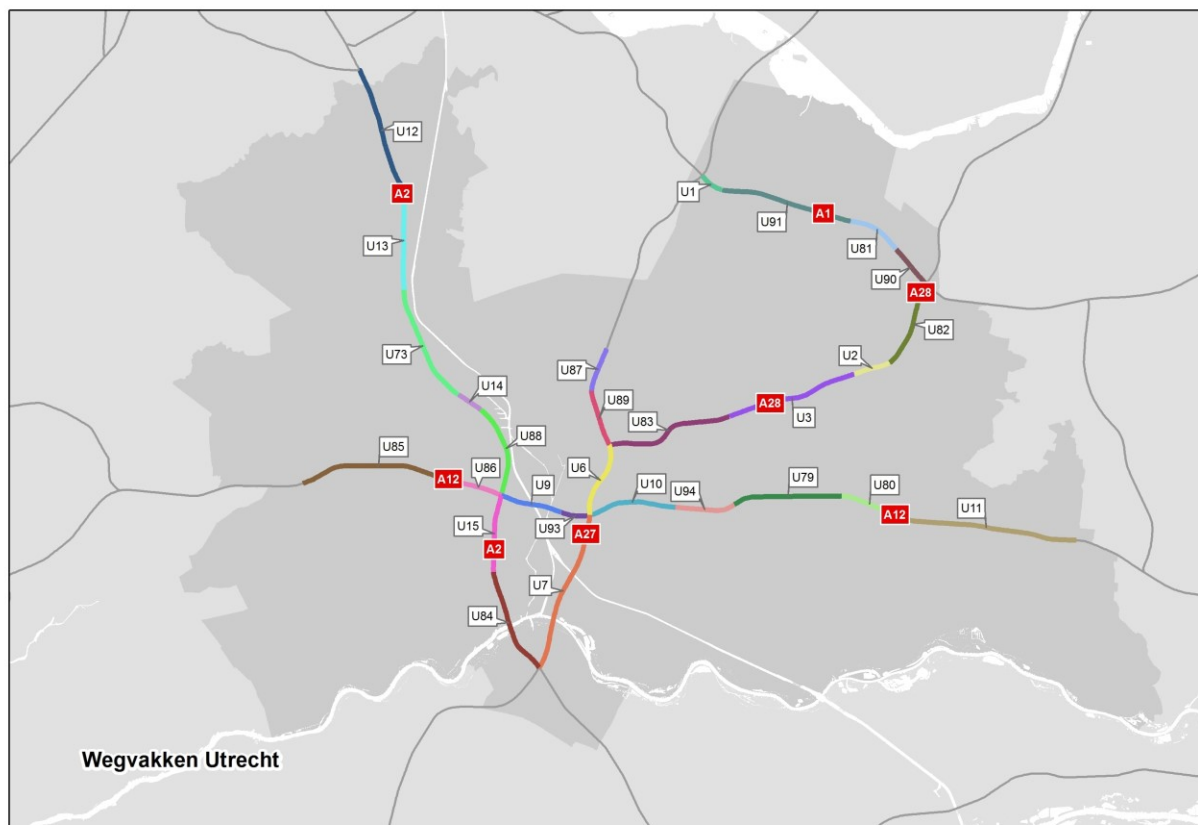 U12
A2
U1
U91
A1
U13
U81
U90
A28
U82
U73
U2
U87
U14
U89
A28
U3
U83
U88
U85
A12
U86
U6
U9
U10
U94
U79
U80
A12
U11
U93
U15
A27
A2
U7
U84
Wegvakken Utrecht